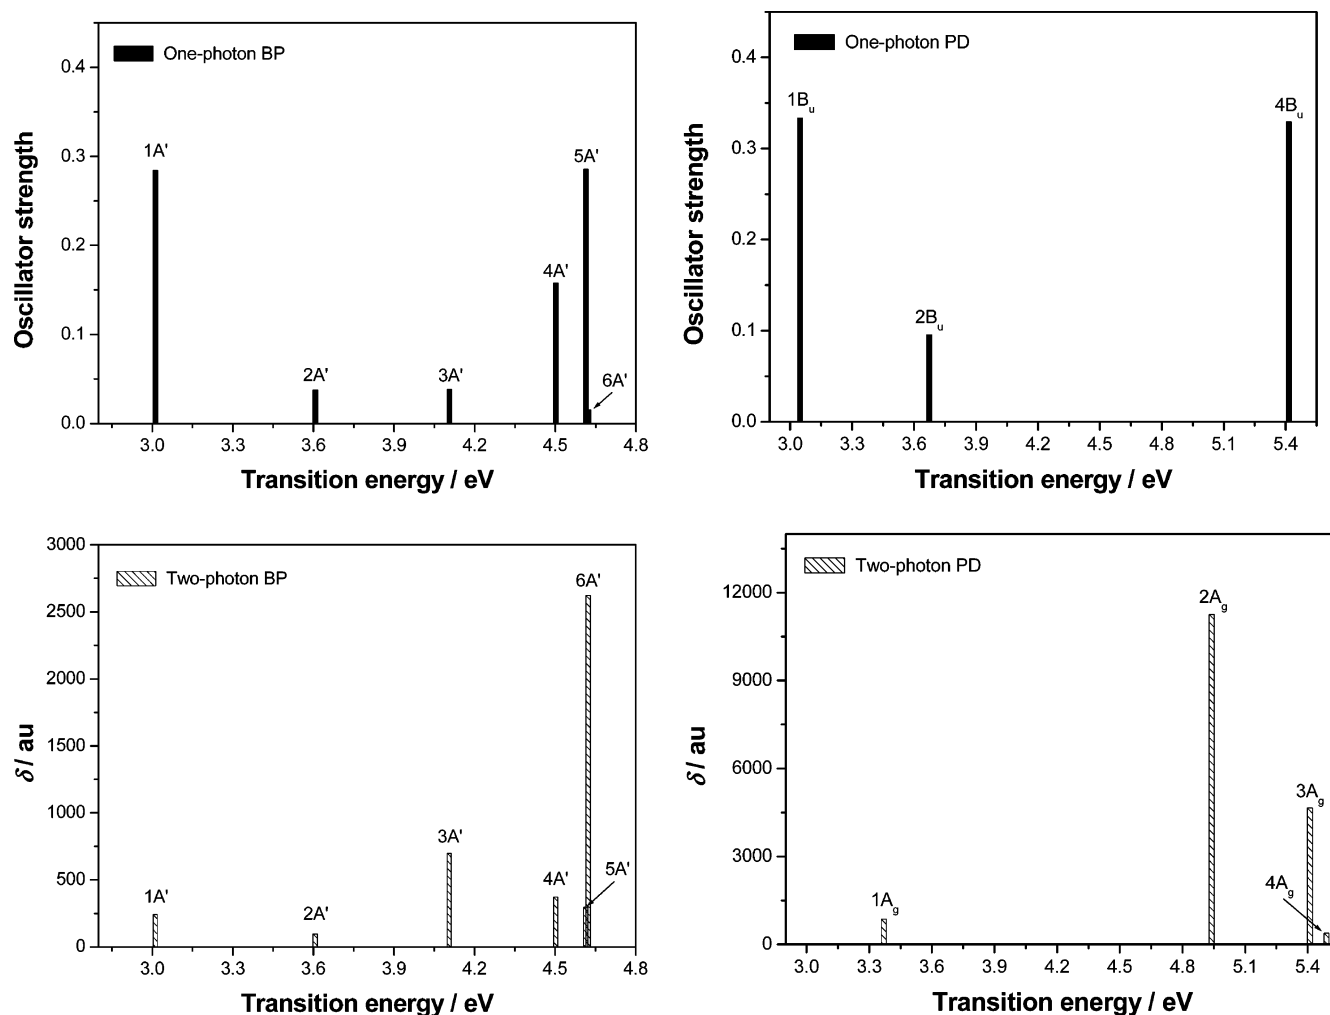 One-photon BP
0.4
0.3
0.2
0.1
0.0
Oscillator strength
1A'
2A'
3A'
4A'
5A'
6A'
3.0 3.3 3.6 3.9 4.2 4.5 4.8
Transition energy / eV
One-photon PD
0.4
0.3
0.2
0.1
0.0
Oscillator strength
1Bu
2Bu
4Bu
3.0 3.3 3.6 3.9 4.2 4.5 4.8 5.1 5.4
Transition energy / eV
Two-photon BP
3000
2500
2000
1500
1000
500
0
δ / au
1A'
2A'
3A'
4A'
6A'
5A'
3.0 3.3 3.6 3.9 4.2 4.5 4.8
Transition energy / eV
Two-photon PD
12000
9000
6000
3000
0
δ / au
1Ag
2Ag
3Ag
4Ag
3.0 3.3 3.6 3.9 4.2 4.5 4.8 5.1 5.4
Transition energy / eV